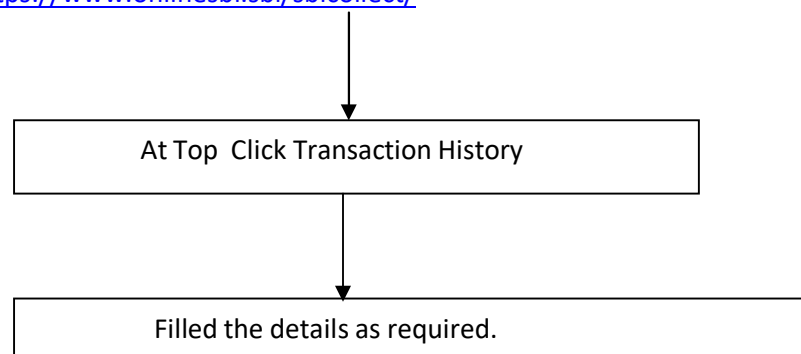 At Top Click Transaction History
Filled the details as required.